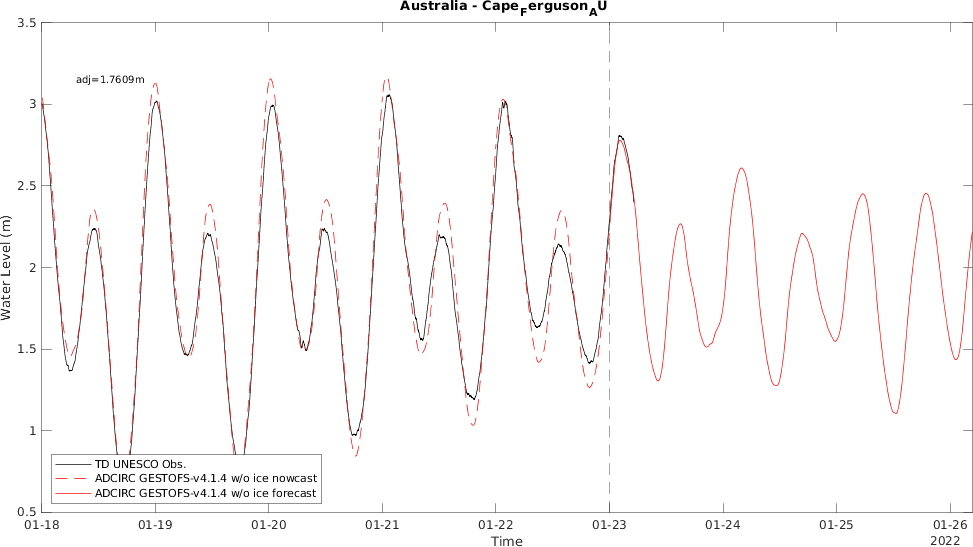 Australia - Cape_Ferguson_AU
adj=1.7609m
Water Level (m)
3.5
3
2.5
2
1.5
1
0.5
TD UNESCO Obs.
ADCIRC GESTOFS-v4.1.4 w/o ice nowcast
ADCIRC GESTOFS-v4.1.4 w/o ice forecast
01-18 01-19 01-20 01-21 01-22 01-23 01-24 01-25 01-26
Time
2022